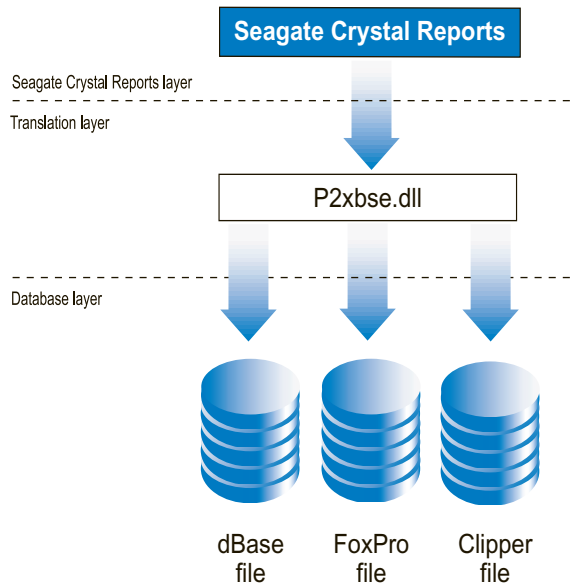 Seagate Crystal Reports
Seagate Crystal Reports layer
Translation layer
P2xbse.dll
Database layer
dBase
file
FoxPro
file
Clipper
file